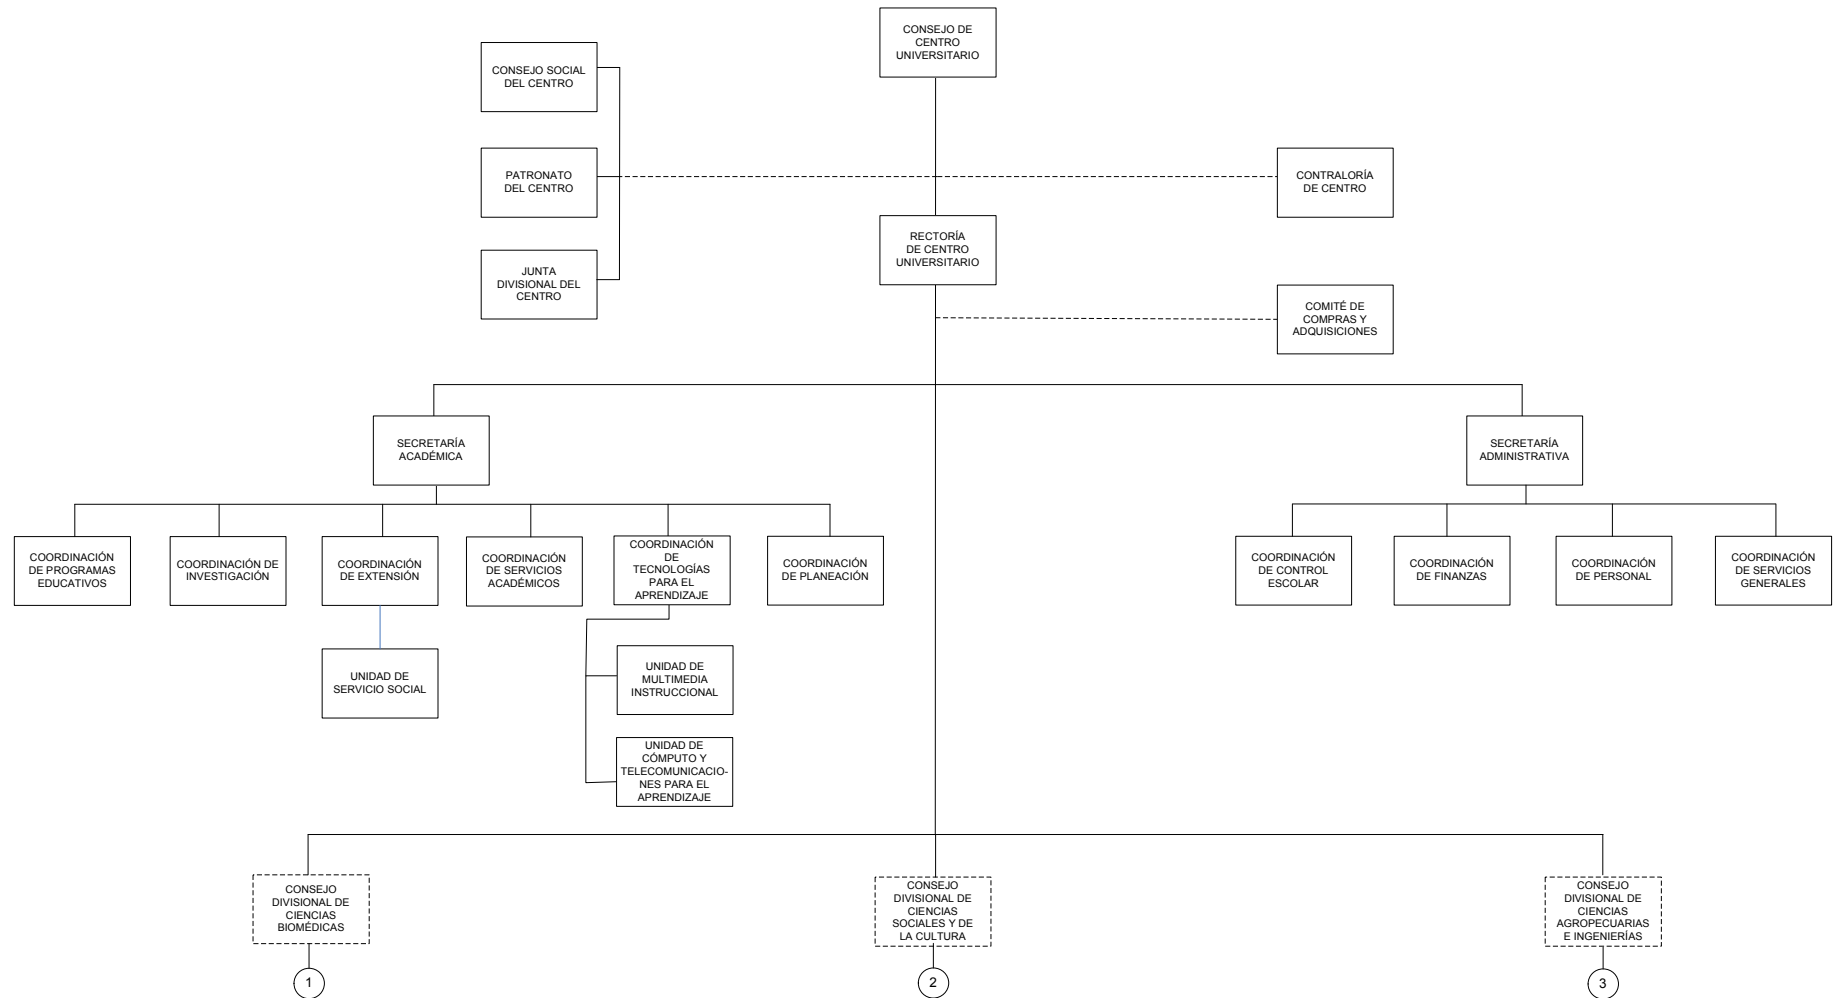 CONSEJO DE
CENTRO
UNIVERSITARIO
CONSEJO SOCIAL
DEL CENTRO
PATRONATO
DEL CENTRO
CONTRALORÍA
DE CENTRO
RECTORÍA
DE CENTRO
UNIVERSITARIO
JUNTA
DIVISIONAL DEL
CENTRO
COMITÉ DE
COMPRAS Y
ADQUISICIONES
SECRETARÍA
ACADÉMICA
SECRETARÍA
ADMINISTRATIVA
COORDINACIÓN
DE PROGRAMAS
EDUCATIVOS
COORDINACIÓN DE
INVESTIGACIÓN
COORDINACIÓN
DE EXTENSIÓN
COORDINACIÓN
DE SERVICIOS
ACADÉMICOS
COORDINACIÓN
DE
TECNOLOGÍAS
PARA EL
APRENDIZAJE
COORDINACIÓN
DE PLANEACIÓN
COORDINACIÓN
DE CONTROL
ESCOLAR
COORDINACIÓN
DE FINANZAS
COORDINACIÓN
DE PERSONAL
COORDINACIÓN
DE SERVICIOS
GENERALES
UNIDAD DE
SERVICIO SOCIAL
UNIDAD DE
MULTIMEDIA
INSTRUCCIONAL
UNIDAD DE
CÓMPUTO Y
TELECOMUNICACIO-
NES PARA EL
APRENDIZAJE
CONSEJO
DIVISIONAL DE
CIENCIAS
BIOMÉDICAS
CONSEJO
DIVISIONAL DE
CIENCIAS
SOCIALES Y DE
LA CULTURA
CONSEJO
DIVISIONAL DE
CIENCIAS
AGROPECUARIAS
E INGENIERÍAS
1
2
3